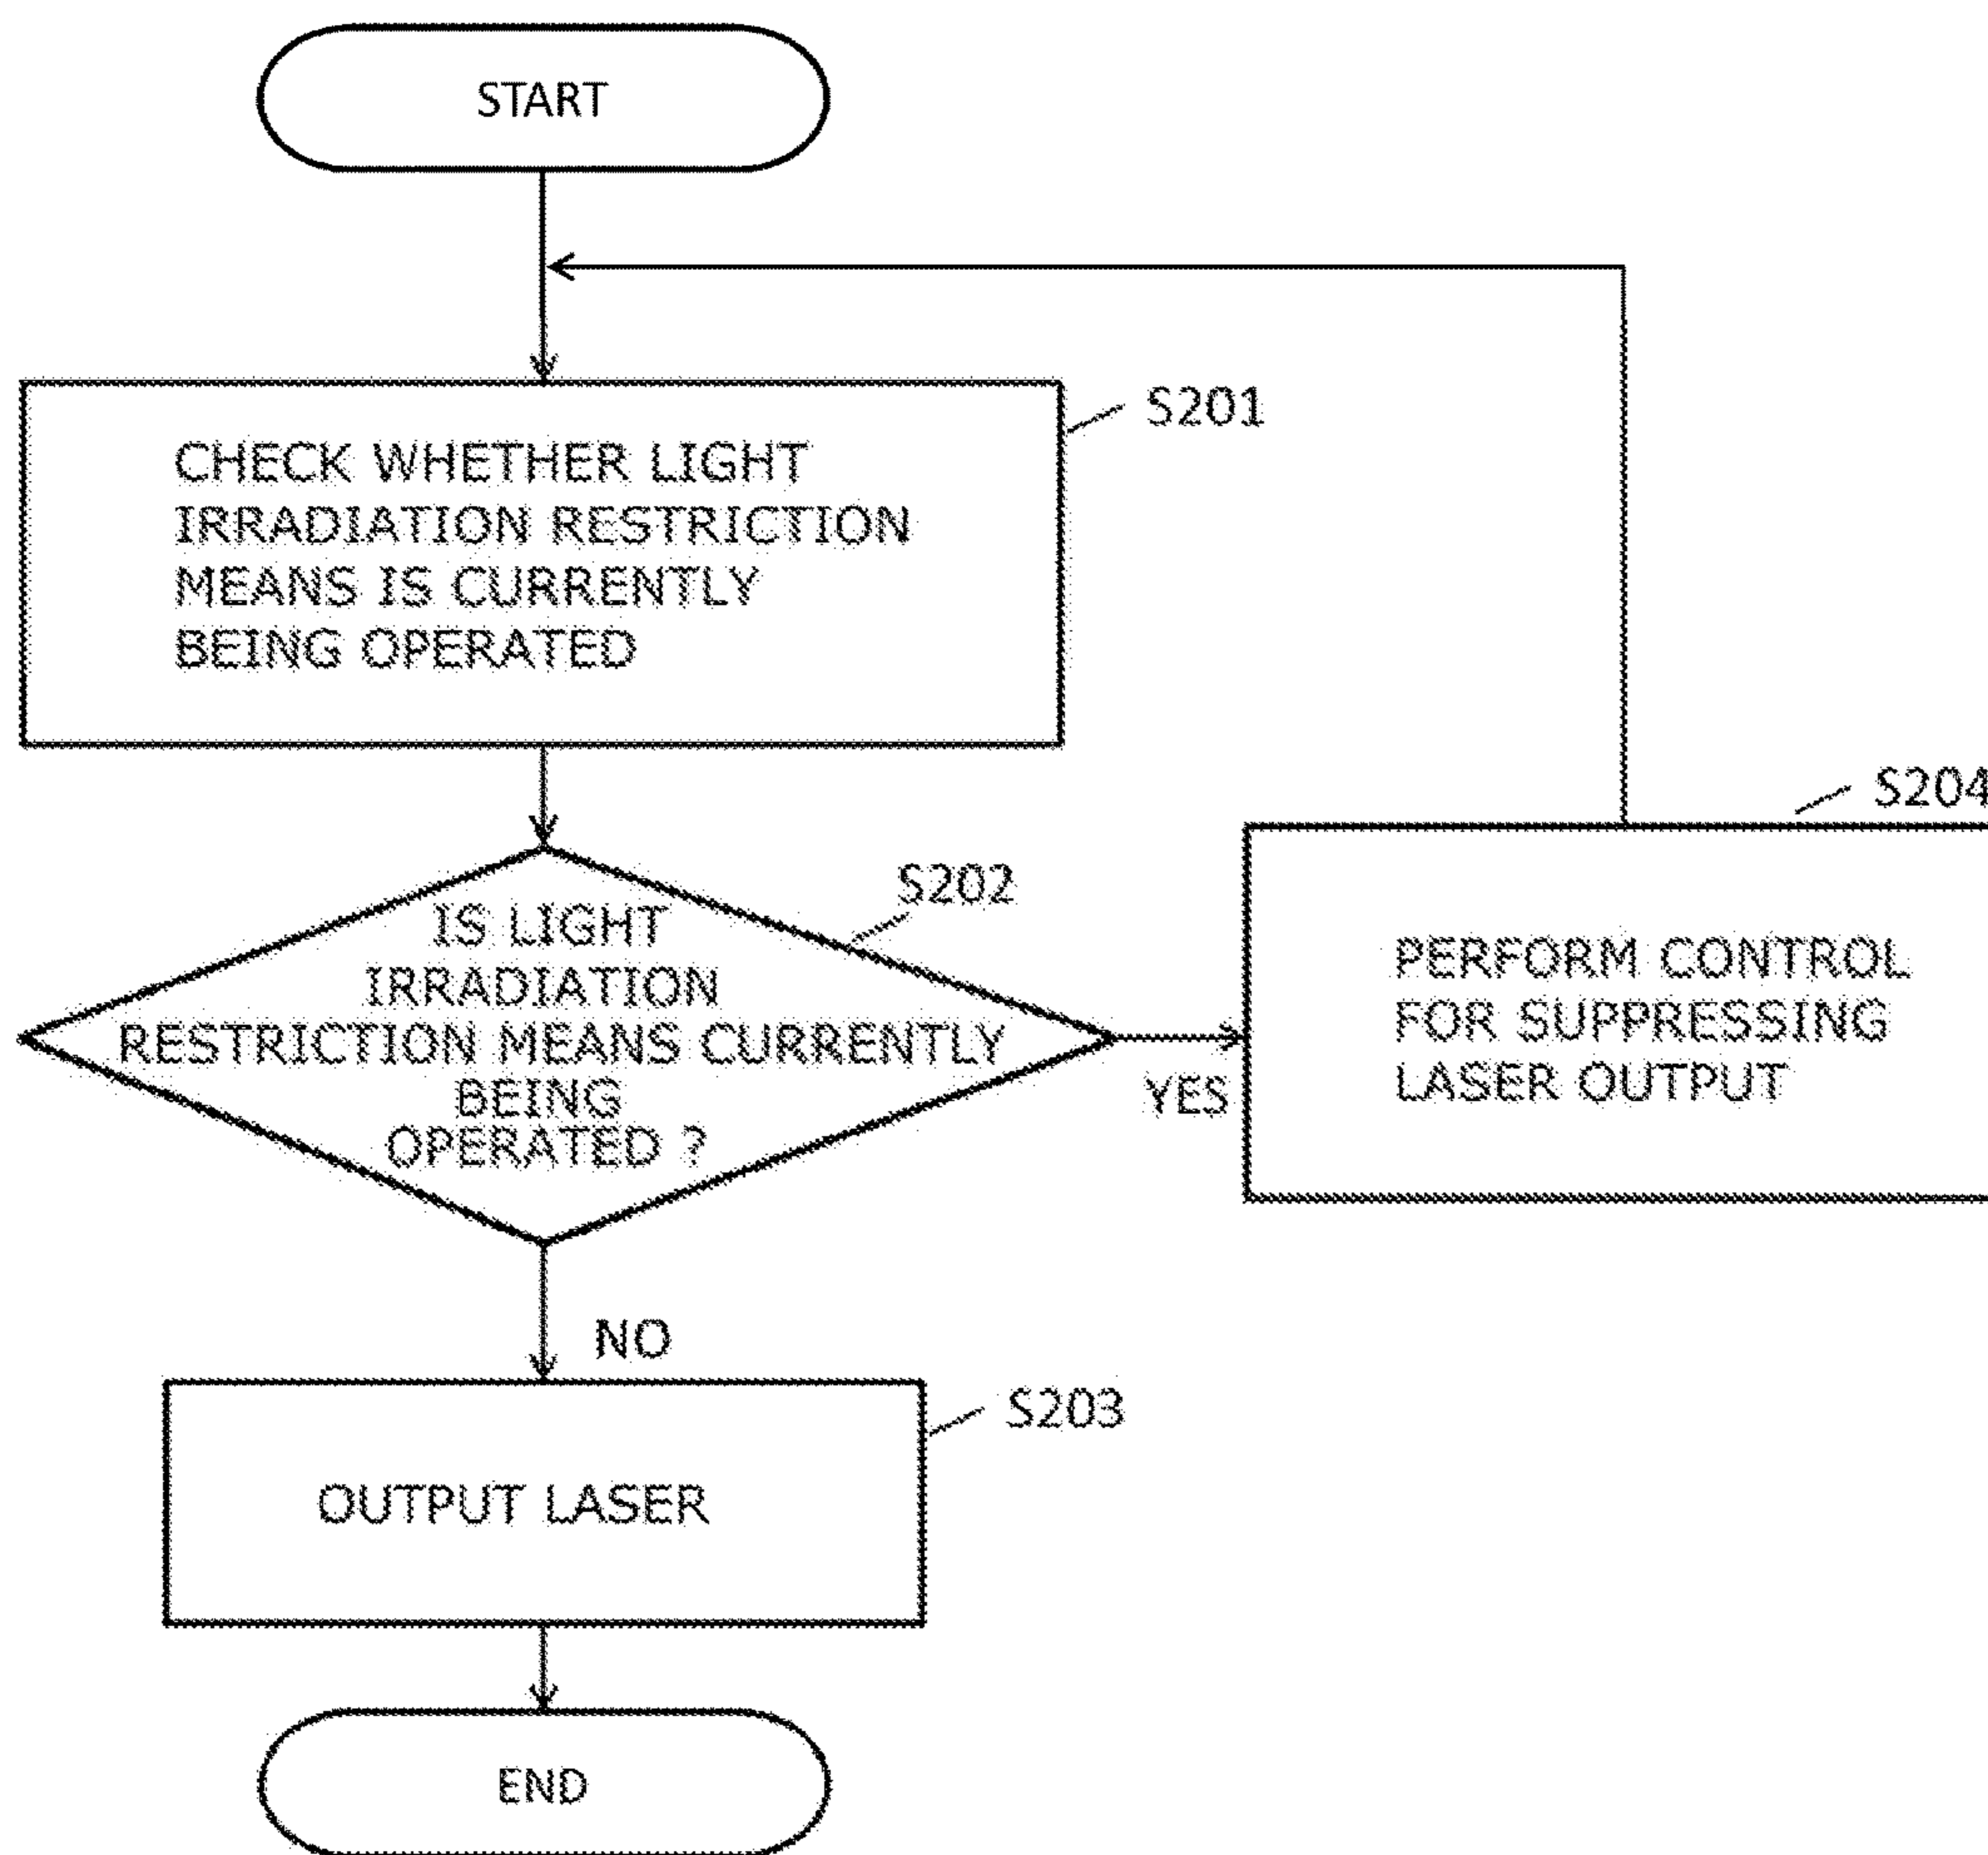 START
S201
CHECK WHETHER LIGHT
IRRADIATION RESTRICTION
MEANS IS CURRENTLY
BEING OPERATED
S202
IS LIGHT
IRRADIATION
RESTRICTION MEANS CURRENTLY
BEING
OPERATED ?
YES
S204
PERFORM CONTROL
FOR SUPPRESSING
LASER OUTPUT
NO
S203
OUTPUT LASER
END